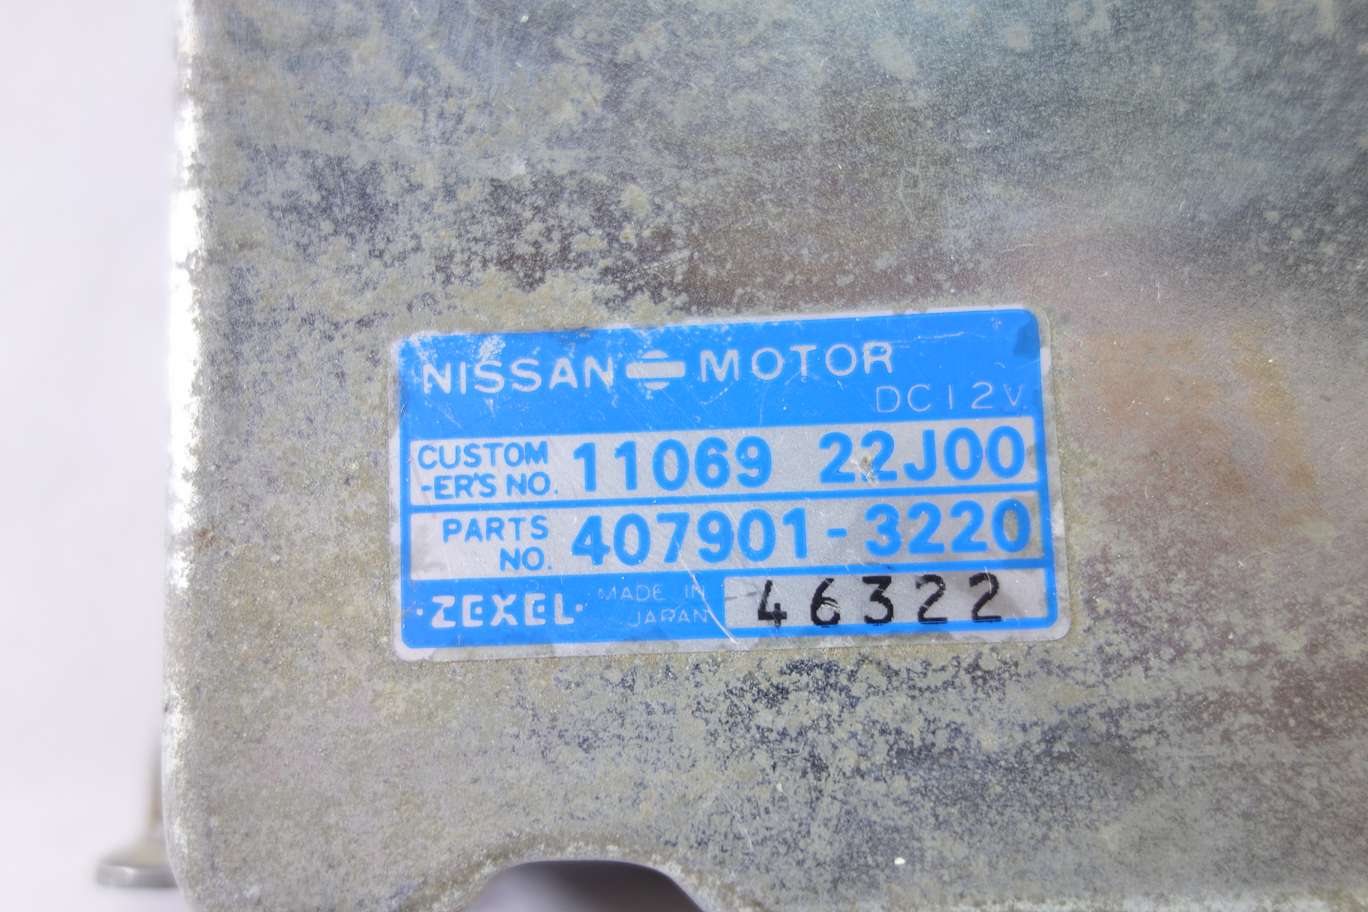 NISSAN MOTOR
DC12V
CUSTOM
-ER'S NO. 11069 22J00
PARTS
NO. 407901-3220
·ZEXEL· MADE IN
JAPAN 46322